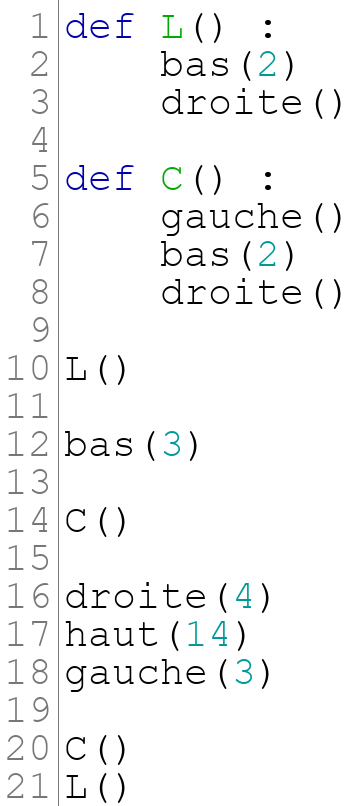 1 def L() :
2     bas(2)
3     droite()
4
5 def C() :
6     gauche()
7     bas(2)
8     droite()
9
10 L()
11
12 bas(3)
13
14 C()
15
16 droite(4)
17 haut(14)
18 gauche(3)
19
20 C()
21 L()